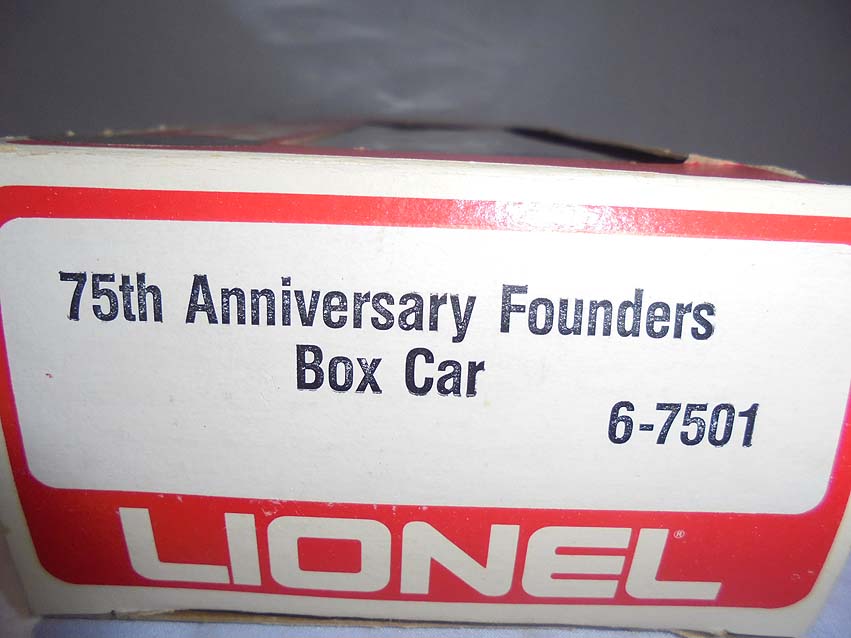 75th Anniversary Founders
Box Car
6-7501
LIONEL®